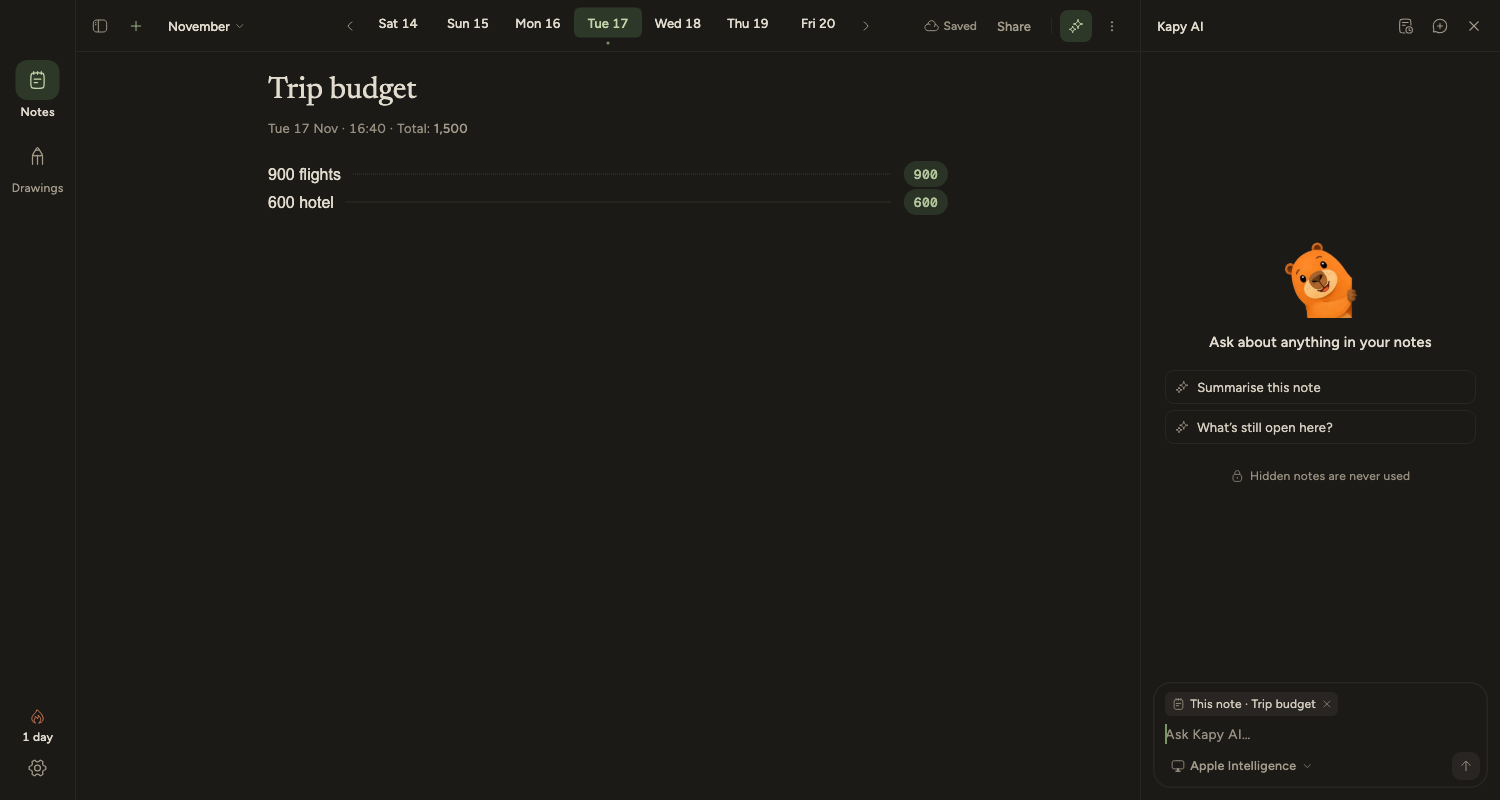 November
Sat 14
Sun 15
Mon 16
Tue 17
Wed 18
Thu 19
Fri 20
Saved
Share
Kapy AI
Notes
Drawings
Trip budget
Tue 17 Nov · 16:40 · Total: 1,500
900 flights 900
600 hotel 600
Ask about anything in your notes
Summarise this note
What's still open here?
Hidden notes are never used
This note · Trip budget
Ask Kapy AI...
Apple Intelligence
1 day